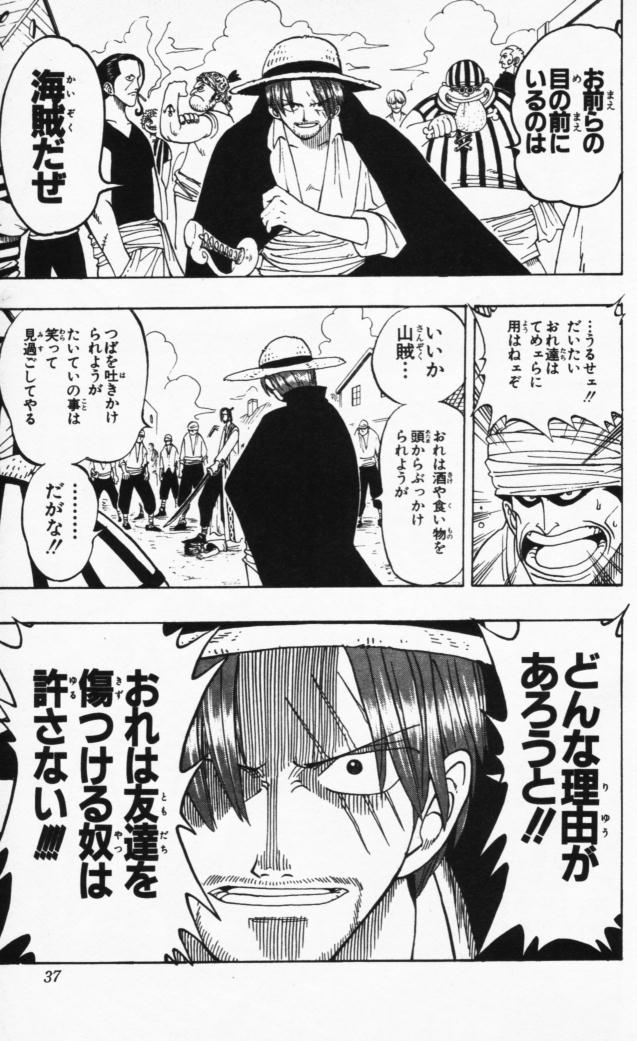 お前らの
目の前に
いるのは
海賊だぜ
…うるせェ!!
だいたい
おれ達は
てめェらに
用はねェぞ
いいか
山賊…
おれは酒や食い物を
頭からぶっかけ
られようが
つばを吐きかけ
られようが
たいていの事は
笑って
見過ごしてやる
………
だがな!!
どんな理由が
あろうと!!
おれは友達を
傷つける奴は
許さない!!!!!
37